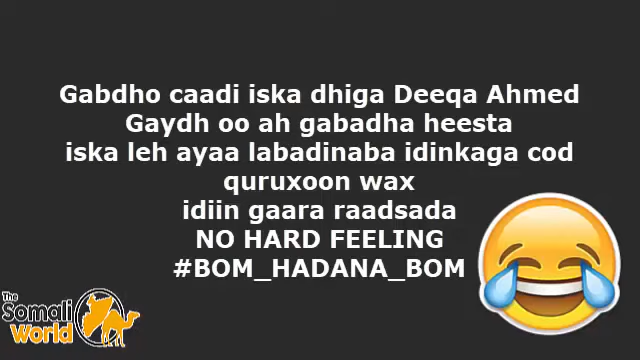 Gabdho caadi iska dhiga Deeqa Ahmed
Gaydh oo ah gabadha heesta
iska leh ayaa labadinaba idinkaga cod
quruxoon wax
idiin gaara raadsada
NO HARD FEELING
#BOM_HADANA_BOM
The
Somali
World